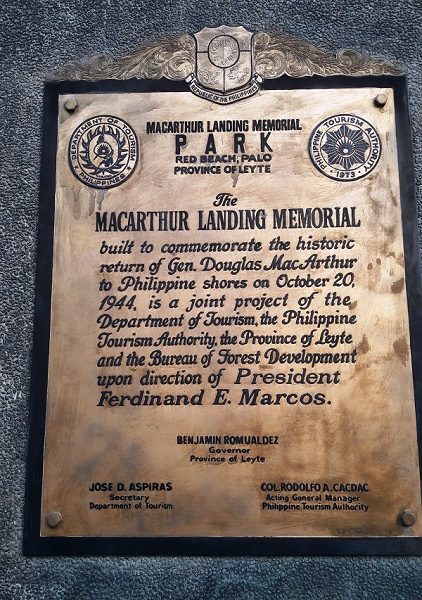 REPUBLIC OF THE PHILIPPINES
DEPARTMENT OF TOURISM
PHILIPPINES
PHILIPPINE TOURISM AUTHORITY
1973
MACARTHUR LANDING MEMORIAL
PARK
RED BEACH, PALO
PROVINCE OF LEYTE
The
MACARTHUR LANDING MEMORIAL
built to commemorate the historic
return of Gen. Douglas MacArthur
to Philippine shores on October 20,
1944, is a joint project of the
Department of Tourism, the Philippine
Tourism Authority, the Province of Leyte
and the Bureau of Forest Development
upon direction of President
Ferdinand E. Marcos.
BENJAMIN ROMUALDEZ
Governor
Province of Leyte
JOSE D. ASPIRAS
Secretary
Department of Tourism
COL. RODOLFO A. CACDAC
Acting General Manager
Philippine Tourism Authority